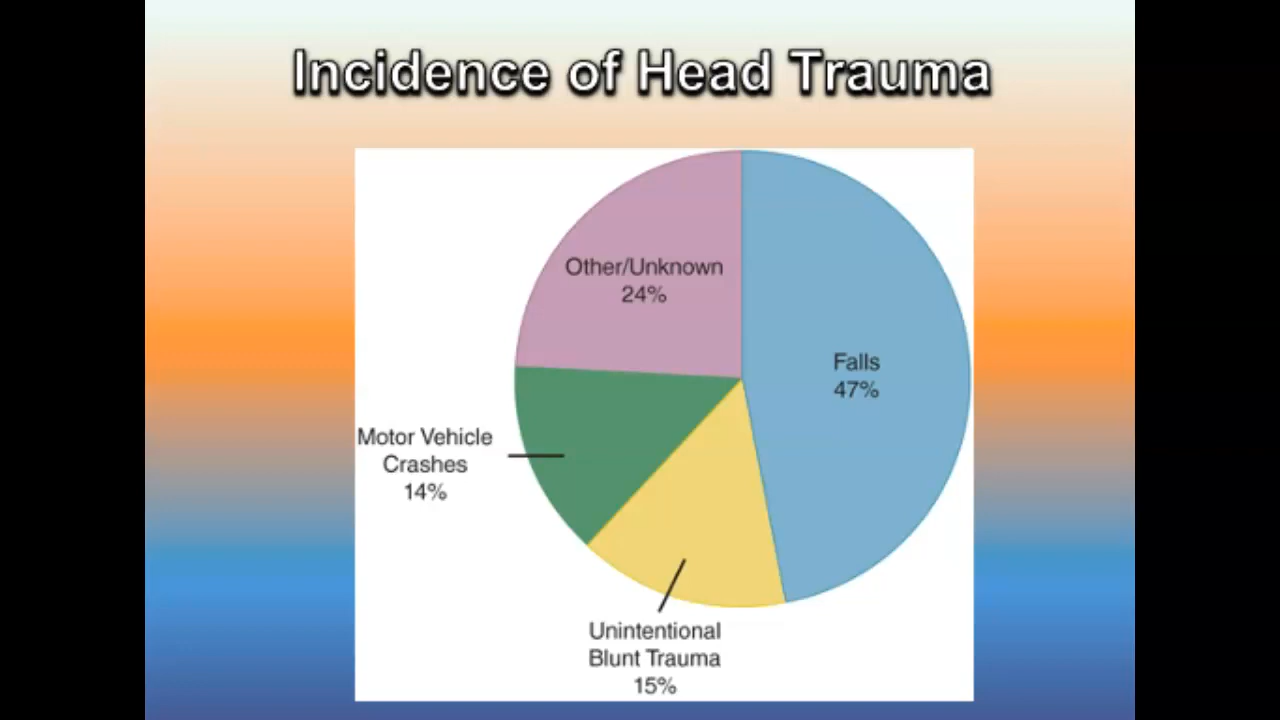 Incidence of Head Trauma
Other/Unknown
24%
Falls
47%
Motor Vehicle
Crashes
14%
Unintentional
Blunt Trauma
15%